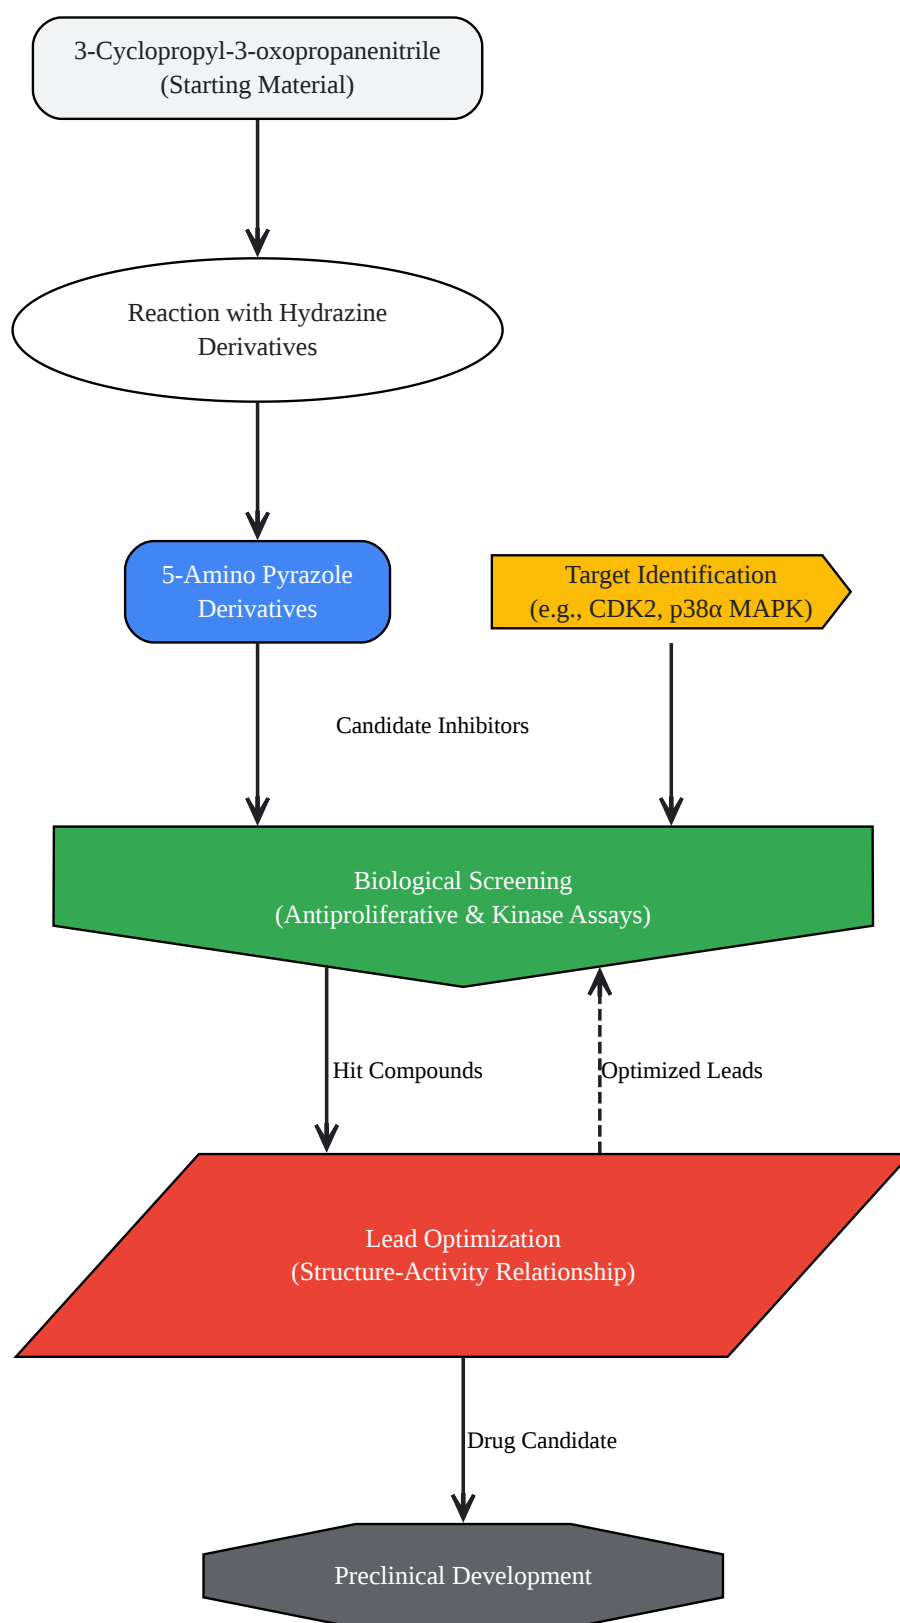 3-Cyclopropyl-3-oxopropanenitrile
(Starting Material)
Reaction with Hydrazine
Derivatives
5-Amino Pyrazole
Derivatives
Target Identification
(e.g., CDK2, p38α MAPK)
Candidate Inhibitors
Biological Screening
(Antiproliferative & Kinase Assays)
Hit Compounds
Optimized Leads
Lead Optimization
(Structure-Activity Relationship)
Drug Candidate
Preclinical Development